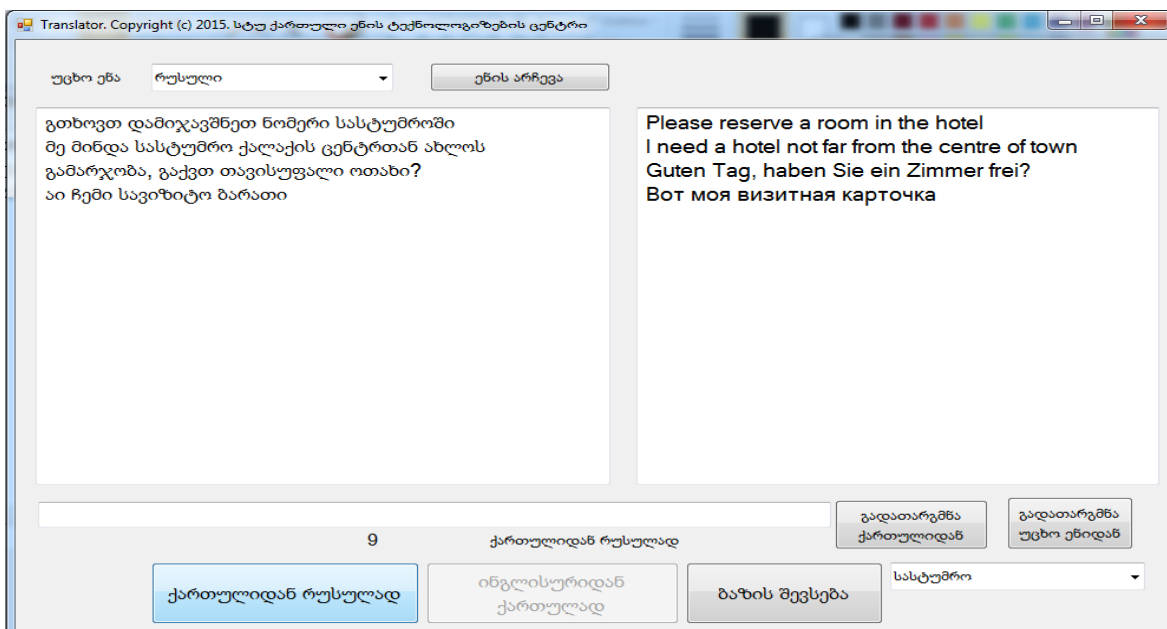 Translator. Copyright (c) 2015. სტუ ქართული ენის ტექნოლოგიზების ცენტრი
უცხო ენა რუსული ენის არჩევა
გთხოვთ დამიჯავშნეთ ნომერი სასტუმროში
მე მინდა სასტუმრო ქალაქის ცენტრთან ახლოს
გამარჯობა, გაქვთ თავისუფალი ოთახი?
აი ჩემი სავიზიტო ბარათი
Please reserve a room in the hotel
I need a hotel not far from the centre of town
Guten Tag, haben Sie ein Zimmer frei?
Вот моя визитная карточка
გადათარგმნა
ქართულიდან
გადათარგმნა
უცხო ენიდან
9 ქართულიდან რუსულად
ქართულიდან რუსულად
ინგლისურიდან
ქართულად
ბაზის შევსება
სასტუმრო